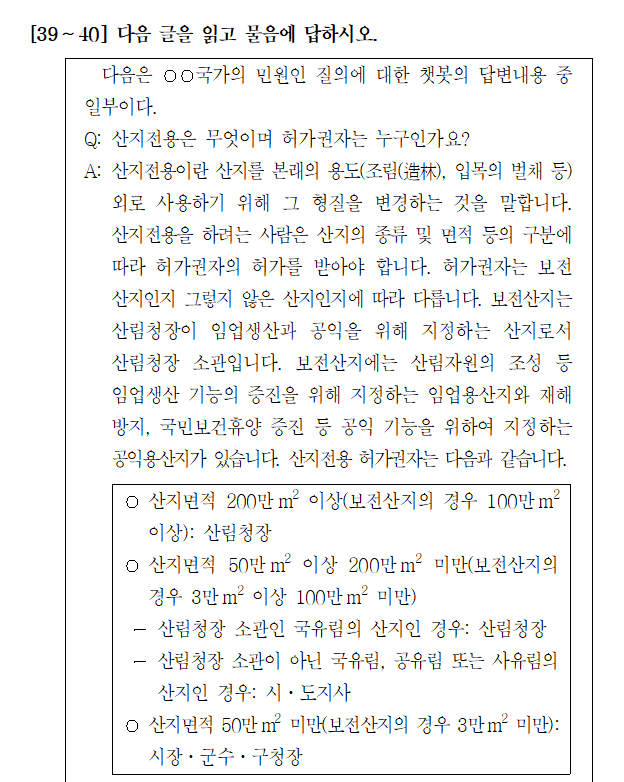 [39～40] 다음 글을 읽고 물음에 답하시오.
다음은 ○○국가의 민원인 질의에 대한 챗봇의 답변내용 중
일부이다.
Q: 산지전용은 무엇이며 허가권자는 누구인가요?
A: 산지전용이란 산지를 본래의 용도(조림(造林), 입목의 벌채 등)
외로 사용하기 위해 그 형질을 변경하는 것을 말합니다.
산지전용을 하려는 사람은 산지의 종류 및 면적 등의 구분에
따라 허가권자의 허가를 받아야 합니다. 허가권자는 보전
산지인지 그렇지 않은 산지인지에 따라 다릅니다. 보전산지는
산림청장이 임업생산과 공익을 위해 지정하는 산지로서
산림청장 소관입니다. 보전산지에는 산림자원의 조성 등
임업생산 기능의 증진을 위해 지정하는 임업용산지와 재해
방지, 국민보건휴양 증진 등 공익 기능을 위하여 지정하는
공익용산지가 있습니다. 산지전용 허가권자는 다음과 같습니다.
○ 산지면적 200만m² 이상(보전산지의 경우 100만m²
이상): 산림청장
○ 산지면적 50만m² 이상 200만m² 미만(보전산지의
경우 3만m² 이상 100만m² 미만)
－ 산림청장 소관인 국유림의 산지인 경우: 산림청장
－ 산림청장 소관이 아닌 국유림, 공유림 또는 사유림의
산지인 경우: 시・도지사
○ 산지면적 50만m² 미만(보전산지의 경우 3만m² 미만):
시장・군수・구청장